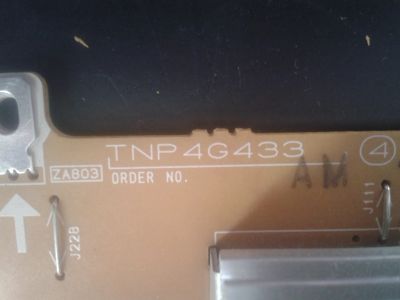 TNP4G433 4
ZA803 ORDER NO. AM
J228
J111